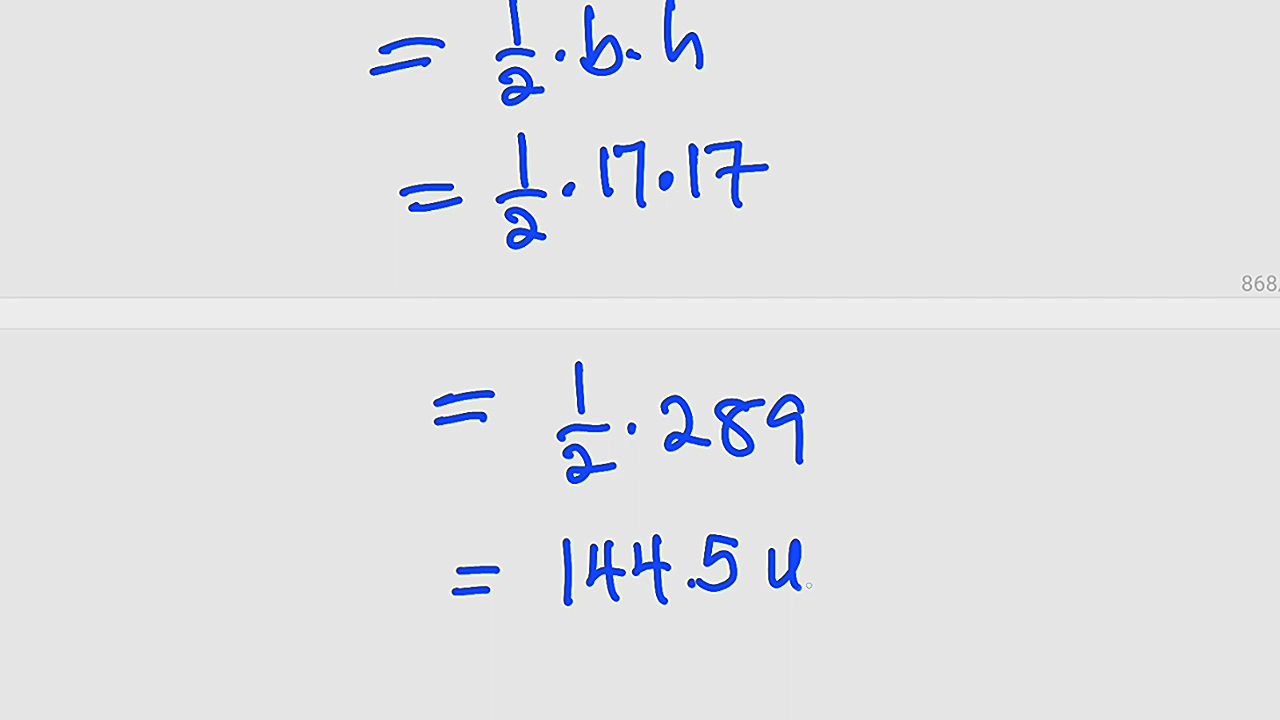 = 1/2 · b · h
= 1/2 · 17 · 17
868/
= 1/2 · 289
= 144.5 u